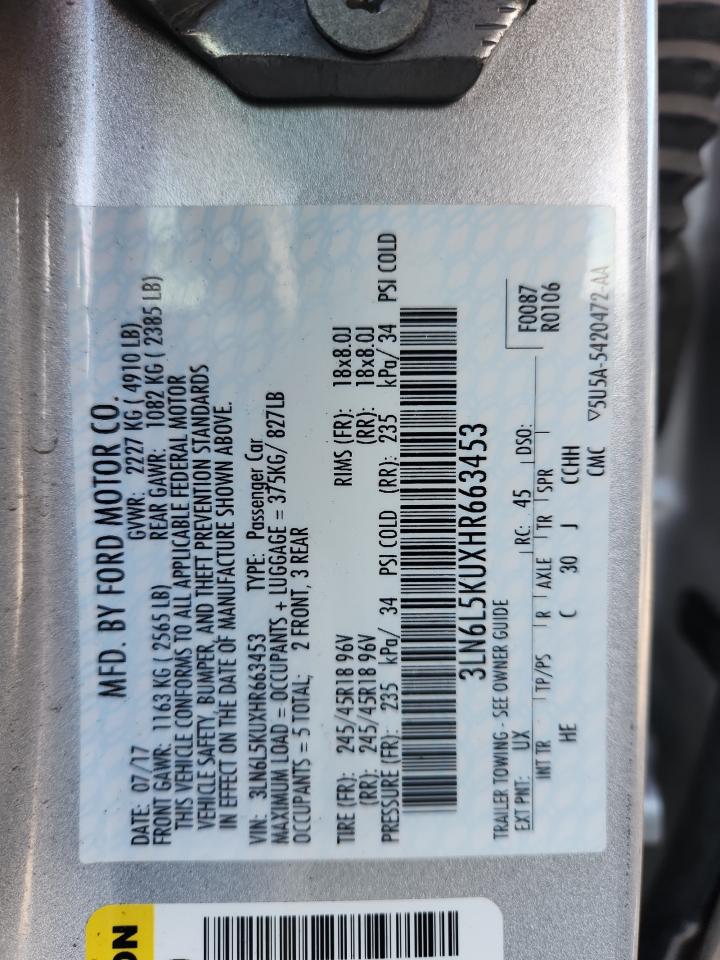 MFD. BY FORD MOTOR CO.
DATE: 07/17 GVWR: 2227 KG ( 4910 LB)
FRONT GAWR: 1163 KG ( 2565 LB) REAR GAWR: 1082 KG ( 2385 LB)
THIS VEHICLE CONFORMS TO ALL APPLICABLE FEDERAL MOTOR
VEHICLE SAFETY, BUMPER, AND THEFT PREVENTION STANDARDS
IN EFFECT ON THE DATE OF MANUFACTURE SHOWN ABOVE.
VIN: 3LN6L5KUXHR663453 TYPE: Passenger Car
MAXIMUM LOAD = OCCUPANTS + LUGGAGE = 375KG/ 827LB
OCCUPANTS = 5 TOTAL; 2 FRONT, 3 REAR
TIRE (FR): 245/45R18 96V RIMS (FR): 18x8.0J
(RR): 245/45R18 96V (RR): 18x8.0J
PRESSURE (FR): 235 kPa/ 34 PSI COLD (RR): 235 kPa/ 34 PSI COLD
3LN6L5KUXHR663453
TRAILER TOWING - SEE OWNER GUIDE F0087
EXT PNT: UX RC: 45 DSO: R0106
INT TR TP/PS R AXLE TR SPR
HE C 30 J CCHH
CMC ▽5U5A-5420472-AA
ON